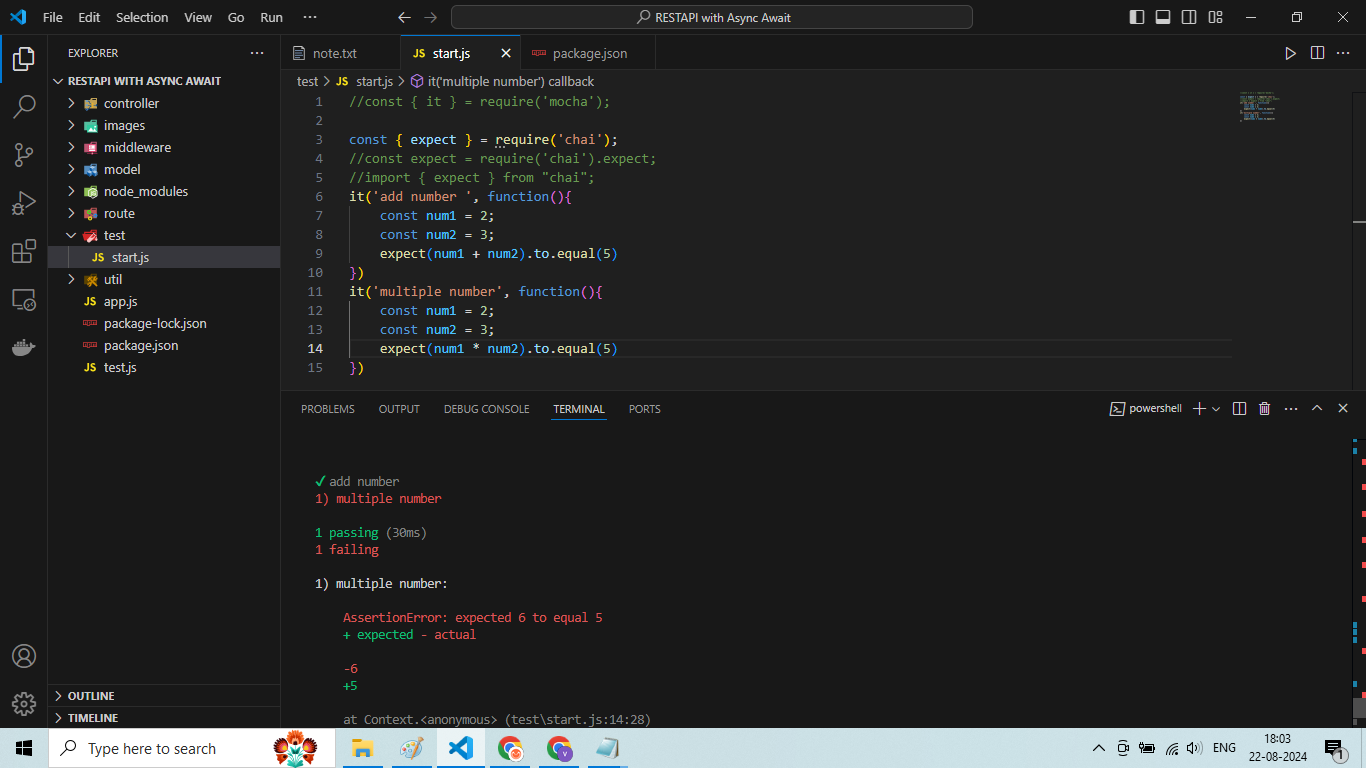 File Edit Selection View Go Run ···
RESTAPI with Async Await
EXPLORER ···
RESTAPI WITH ASYNC AWAIT
controller
images
middleware
model
node_modules
route
test
JS start.js
util
JS app.js
package-lock.json
package.json
JS test.js
OUTLINE
TIMELINE
note.txt
JS start.js
package.json
test > JS start.js > it('multiple number') callback
1 //const { it } = require('mocha');
2
3 const { expect } = require('chai');
4 //const expect = require('chai').expect;
5 //import { expect } from "chai";
6 it('add number ', function(){
7 const num1 = 2;
8 const num2 = 3;
9 expect(num1 + num2).to.equal(5)
10 })
11 it('multiple number', function(){
12 const num1 = 2;
13 const num2 = 3;
14 expect(num1 * num2).to.equal(5)
15 })
PROBLEMS OUTPUT DEBUG CONSOLE TERMINAL PORTS
powershell
✓ add number
1) multiple number
1 passing (30ms)
1 failing
1) multiple number:
AssertionError: expected 6 to equal 5
+ expected - actual
-6
+5
at Context.<anonymous> (test\start.js:14:28)
Type here to search
V
ENG
18:03
22-08-2024
1